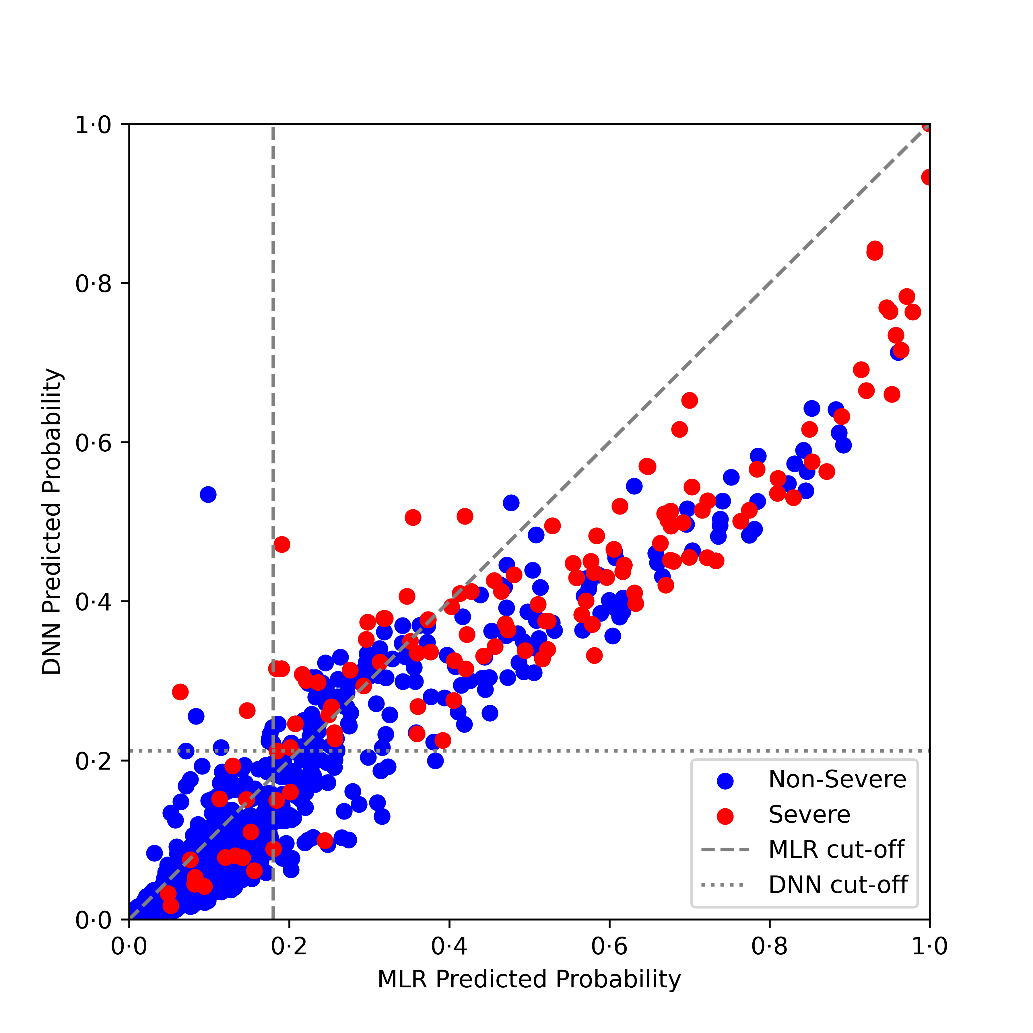 1·0
0·8
0·6
0·4
0·2
0·0
DNN Predicted Probability
Non-Severe
Severe
MLR cut-off
DNN cut-off
0·0 0·2 0·4 0·6 0·8 1·0
MLR Predicted Probability